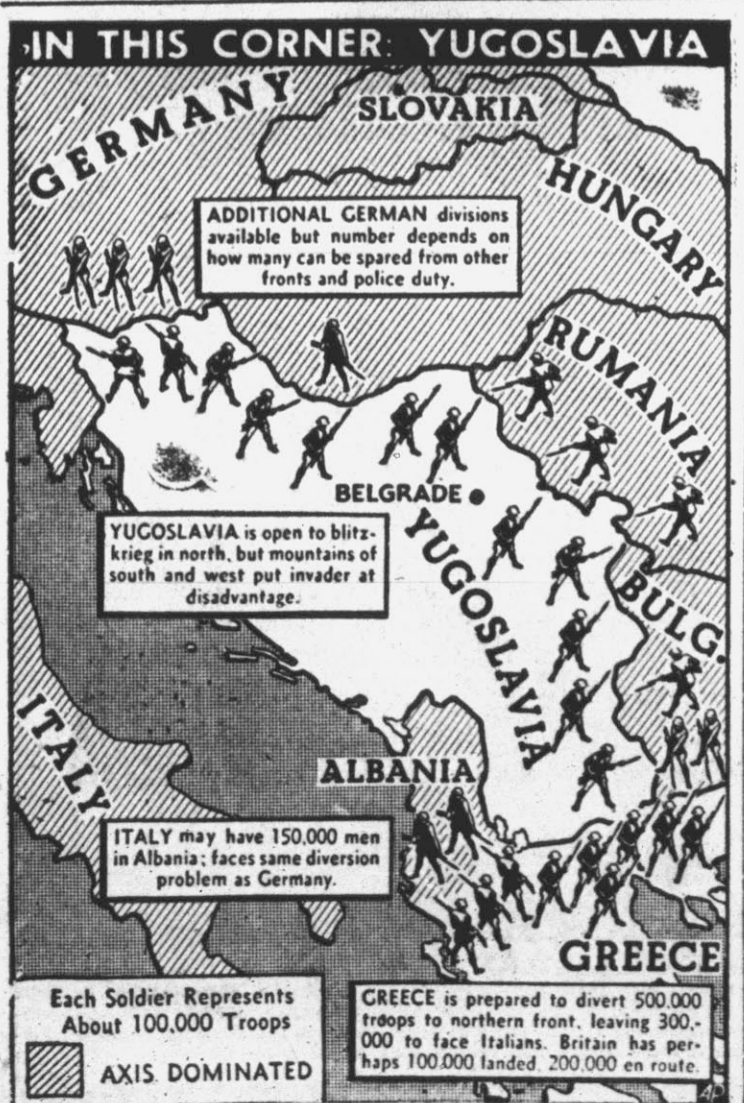 IN THIS CORNER: YUGOSLAVIA
GERMANY
SLOVAKIA
HUNGARY
ADDITIONAL GERMAN divisions
available but number depends on
how many can be spared from other
fronts and police duty.
RUMANIA
BELGRADE
YUGOSLAVIA is open to blitz-
krieg in north, but mountains of
south and west put invader at
disadvantage.
YUGOSLAVIA
BULG.
ITALY
ALBANIA
ITALY may have 150,000 men
in Albania; faces same diversion
problem as Germany.
GREECE
Each Soldier Represents
About 100,000 Troops
AXIS DOMINATED
GREECE is prepared to divert 500,000
troops to northern front, leaving 300,-
000 to face Italians. Britain has per-
haps 100,000 landed, 200,000 en route.
AP